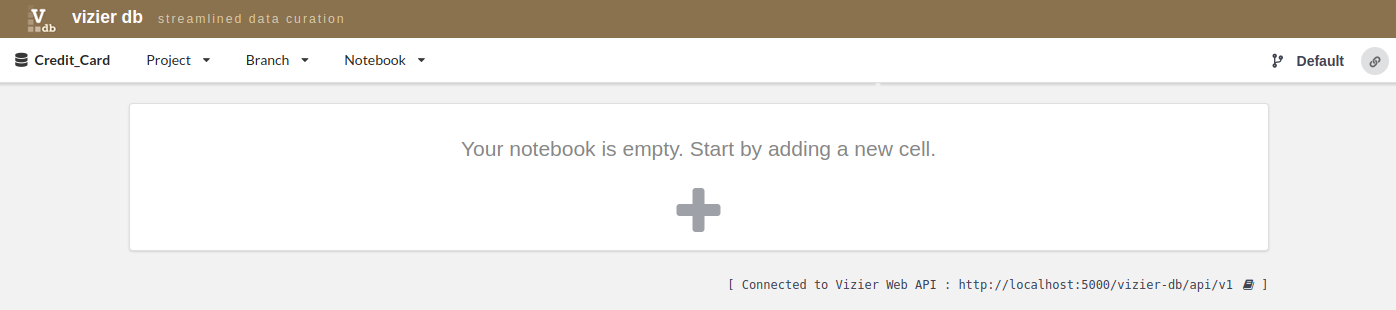 V db vizier db streamlined data curation
Credit_Card Project Branch Notebook Default
Your notebook is empty. Start by adding a new cell.
[ Connected to Vizier Web API : http://localhost:5000/vizier-db/api/v1 ]